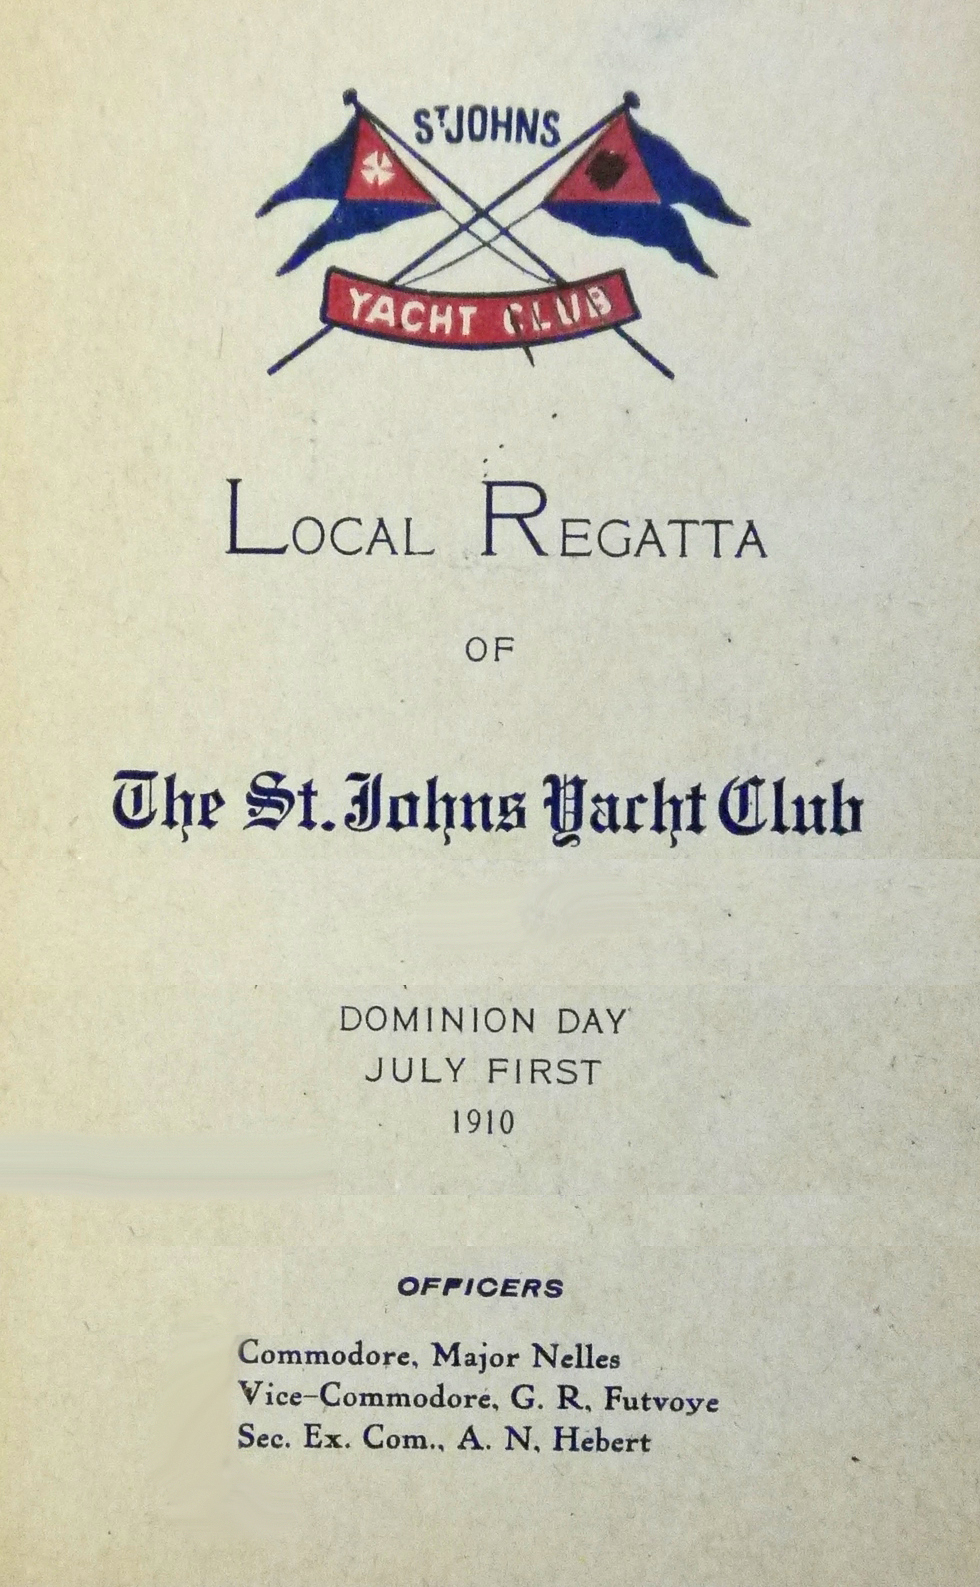 ST JOHNS
YACHT CLUB
LOCAL REGATTA
OF
The St. Johns Yacht Club
DOMINION DAY
JULY FIRST
1910
OFFICERS
Commodore, Major Nelles
Vice-Commodore, G. R, Futvoye
Sec. Ex. Com., A. N, Hebert